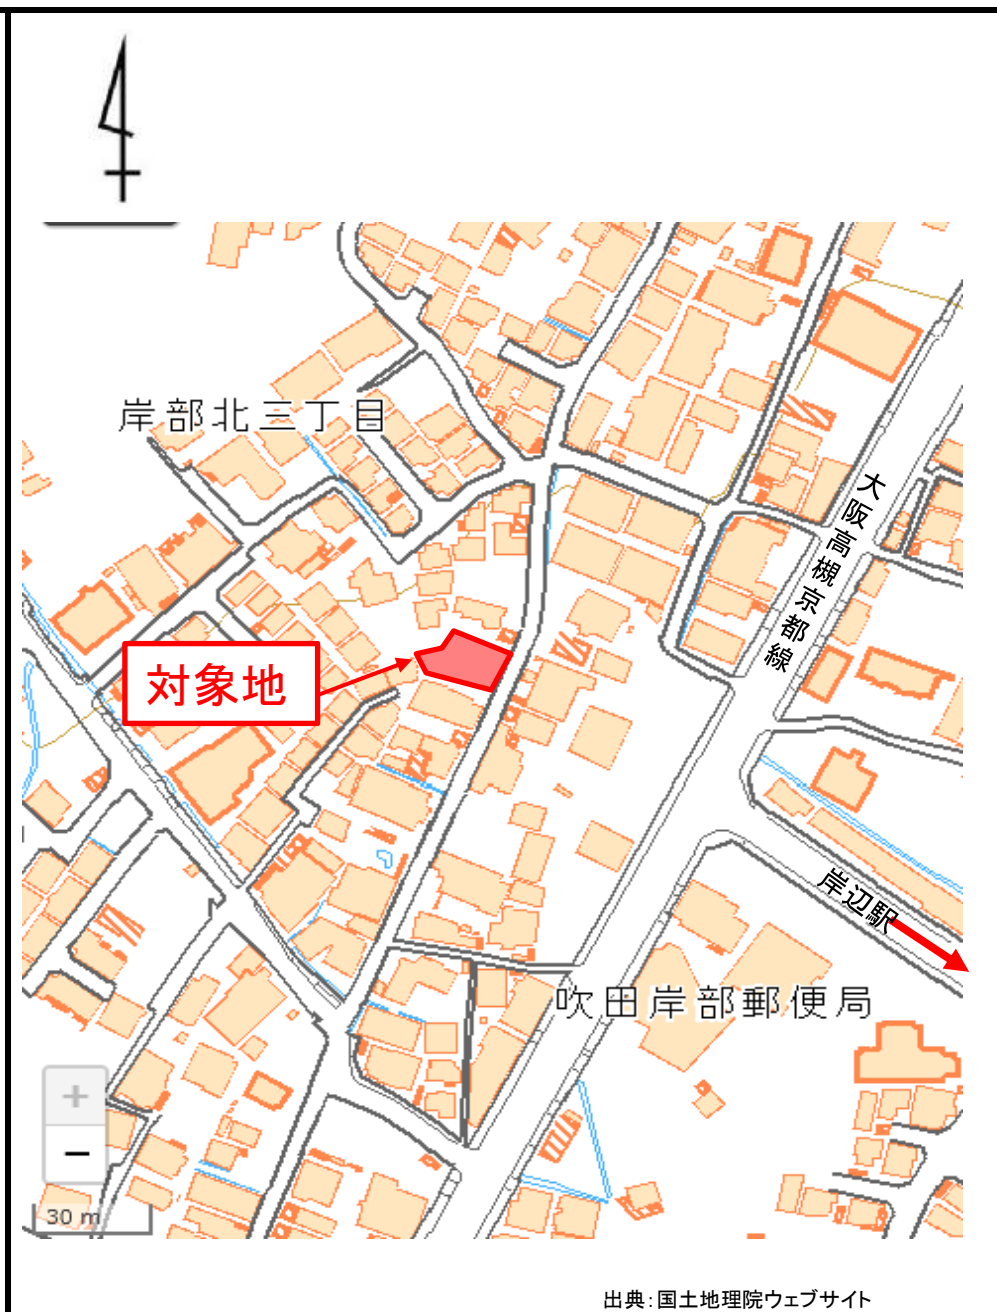 岸部北三丁目
大阪高槻京都線
対象地
岸辺駅
吹田岸部郵便局
+
−
30 m
出典:国土地理院ウェブサイト